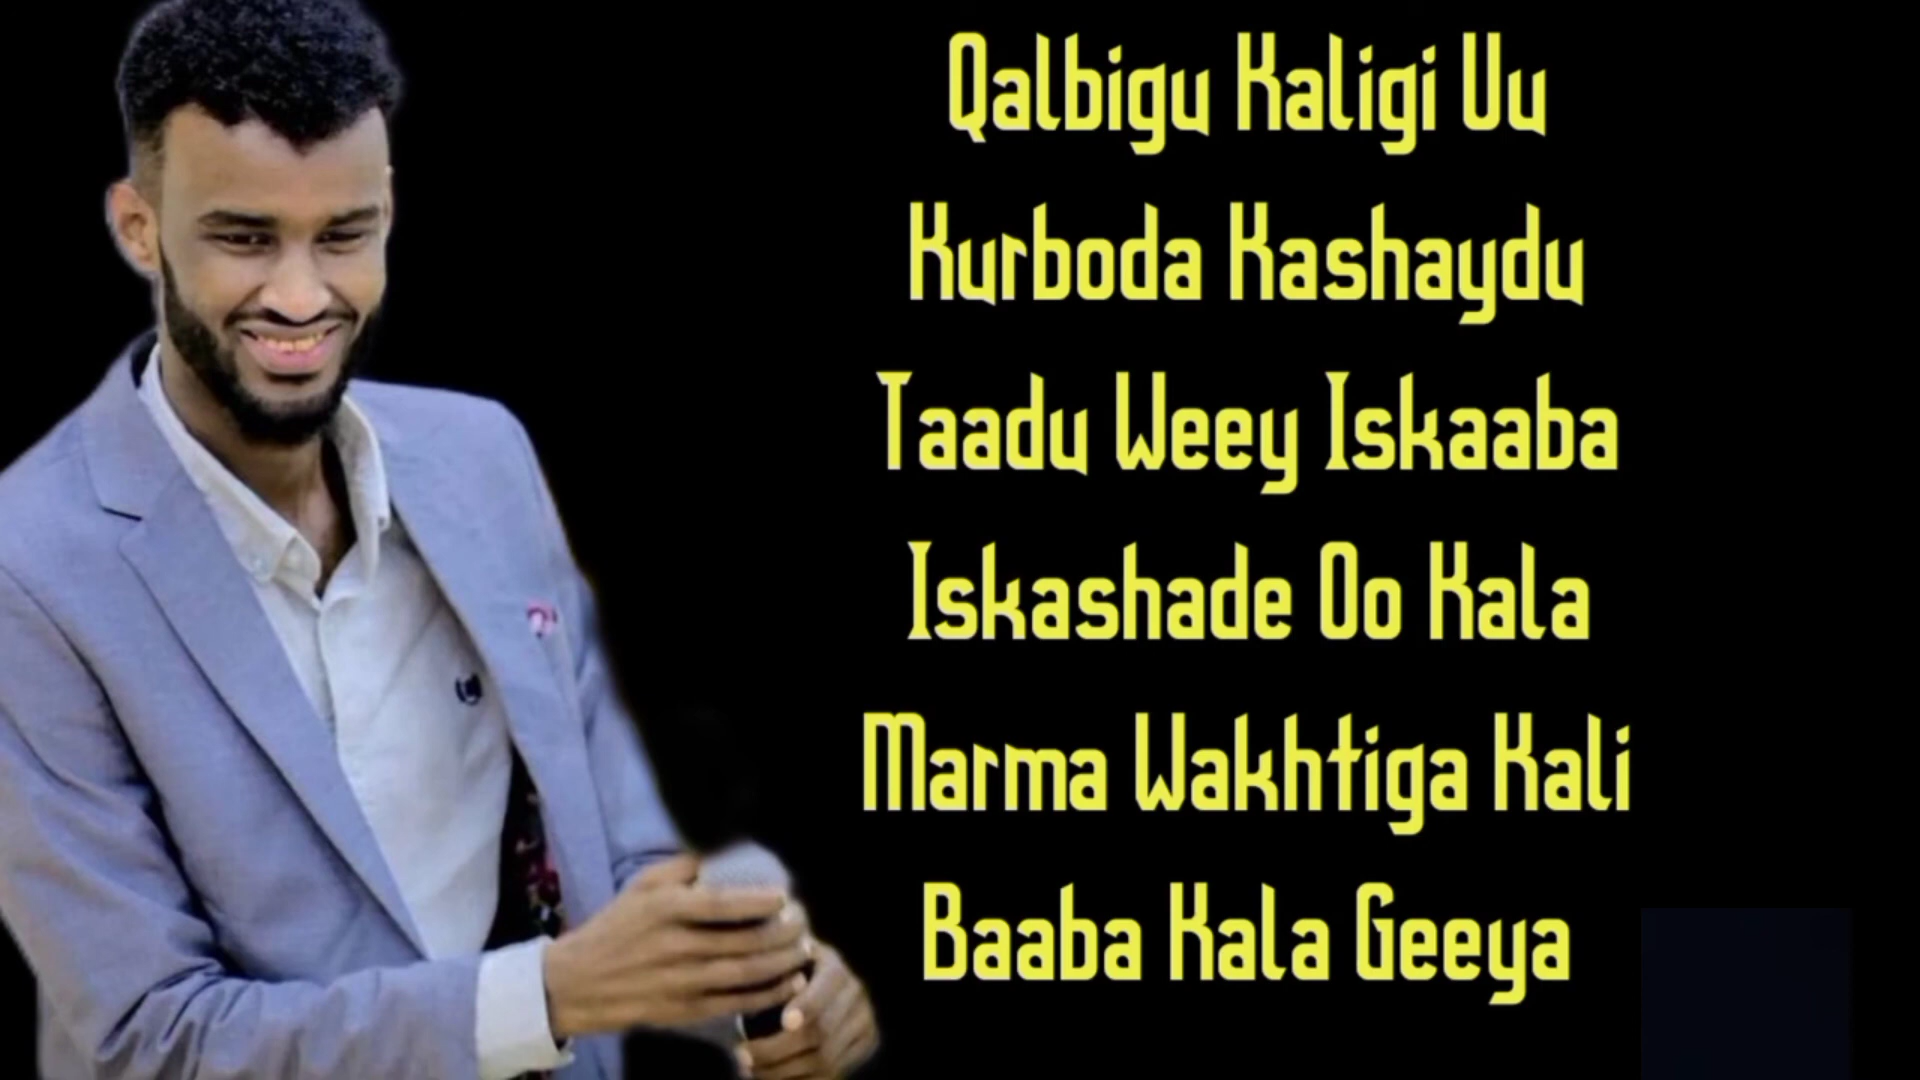 Qalbigu Kaligi Uu
Kurboda Kashaydu
Taadu Weey Iskaaba
Iskashade Oo Kala
Marma Wakhtiga Kali
Baaba Kala Geeya